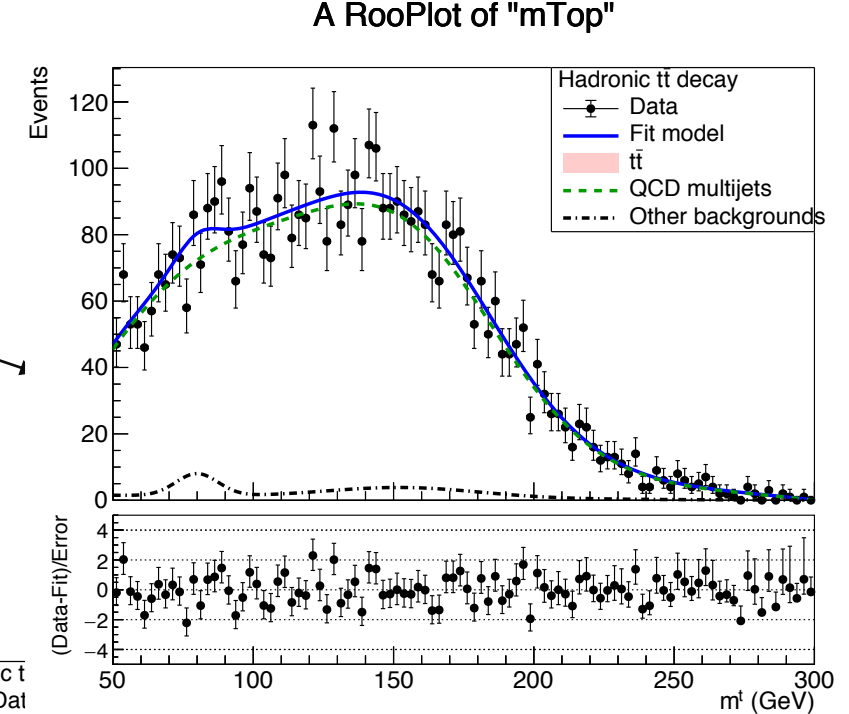 A RooPlot of "mTop"
Events
120
100
80
60
40
20
0
Hadronic tt̄ decay
Data
Fit model
tt̄
QCD multijets
Other backgrounds
(Data-Fit)/Error
4
2
0
−2
−4
50 100 150 200 250 300
mᵗ (GeV)
c t
Dat